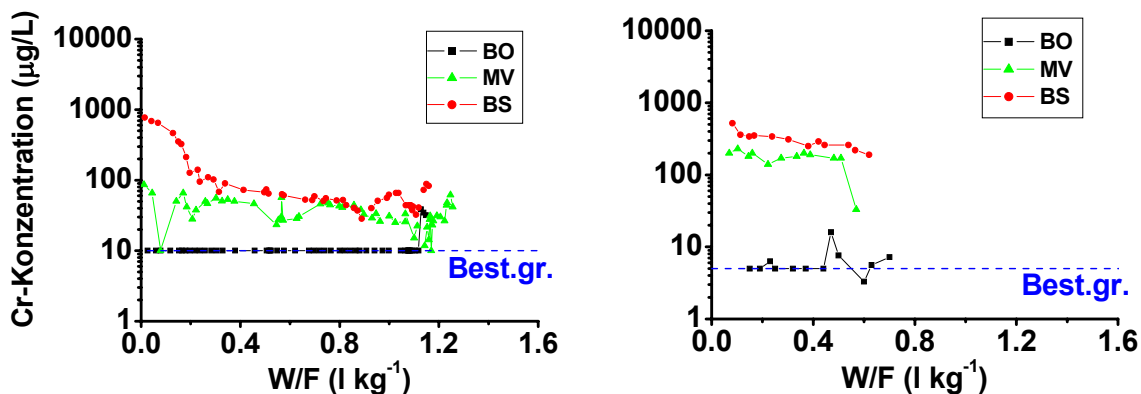 Cr-Konzentration (µg/L)
10000
1000
100
10
1
BO
MV
BS
Best.gr.
0.0 0.4 0.8 1.2 1.6
W/F (l kg-1)
10000
1000
100
10
1
BO
MV
BS
Best.gr.
0.0 0.4 0.8 1.2 1.6
W/F (l kg-1)